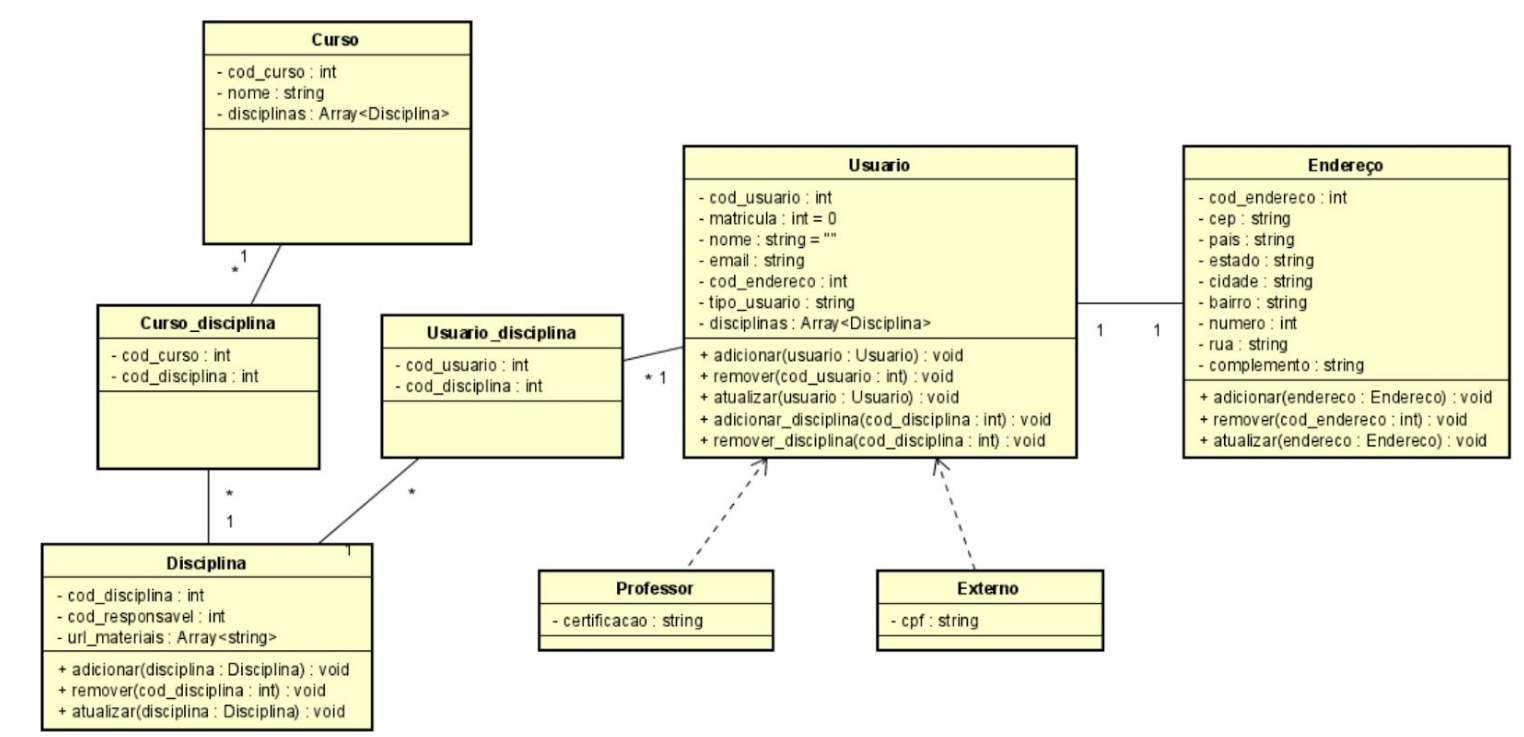 Curso
- cod_curso : int
- nome : string
- disciplinas : Array<Disciplina>
1
*
Curso_disciplina
- cod_curso : int
- cod_disciplina : int
*
1
Usuario_disciplina
- cod_usuario : int
- cod_disciplina : int
* 1
*
1
Disciplina
- cod_disciplina : int
- cod_responsavel : int
- url_materiais : Array<string>
+ adicionar(disciplina : Disciplina) : void
+ remover(cod_disciplina : int) : void
+ atualizar(disciplina : Disciplina) : void
Usuario
- cod_usuario : int
- matricula : int = 0
- nome : string = ""
- email : string
- cod_endereco : int
- tipo_usuario : string
- disciplinas : Array<Disciplina>
+ adicionar(usuario : Usuario) : void
+ remover(cod_usuario : int) : void
+ atualizar(usuario : Usuario) : void
+ adicionar_disciplina(cod_disciplina : int) : void
+ remover_disciplina(cod_disciplina : int) : void
1 1
Endereço
- cod_endereco : int
- cep : string
- pais : string
- estado : string
- cidade : string
- bairro : string
- numero : int
- rua : string
- complemento : string
+ adicionar(endereco : Endereco) : void
+ remover(cod_endereco : int) : void
+ atualizar(endereco : Endereco) : void
Professor
- certificacao : string
Externo
- cpf : string